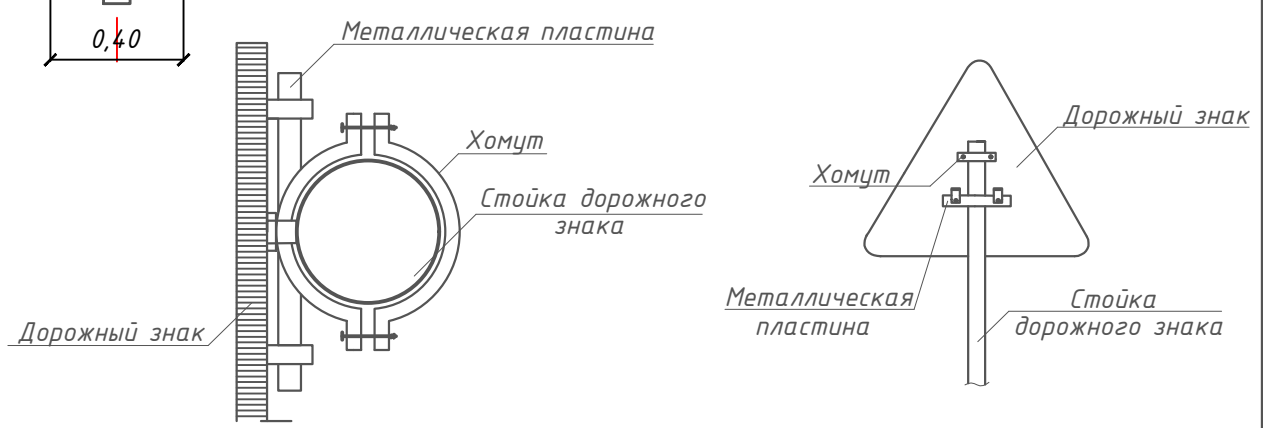 0,40
Металлическая пластина
Хомут
Стойка дорожного
знака
Дорожный знак
Дорожный знак
Хомут
Металлическая
пластина
Стойка
дорожного знака